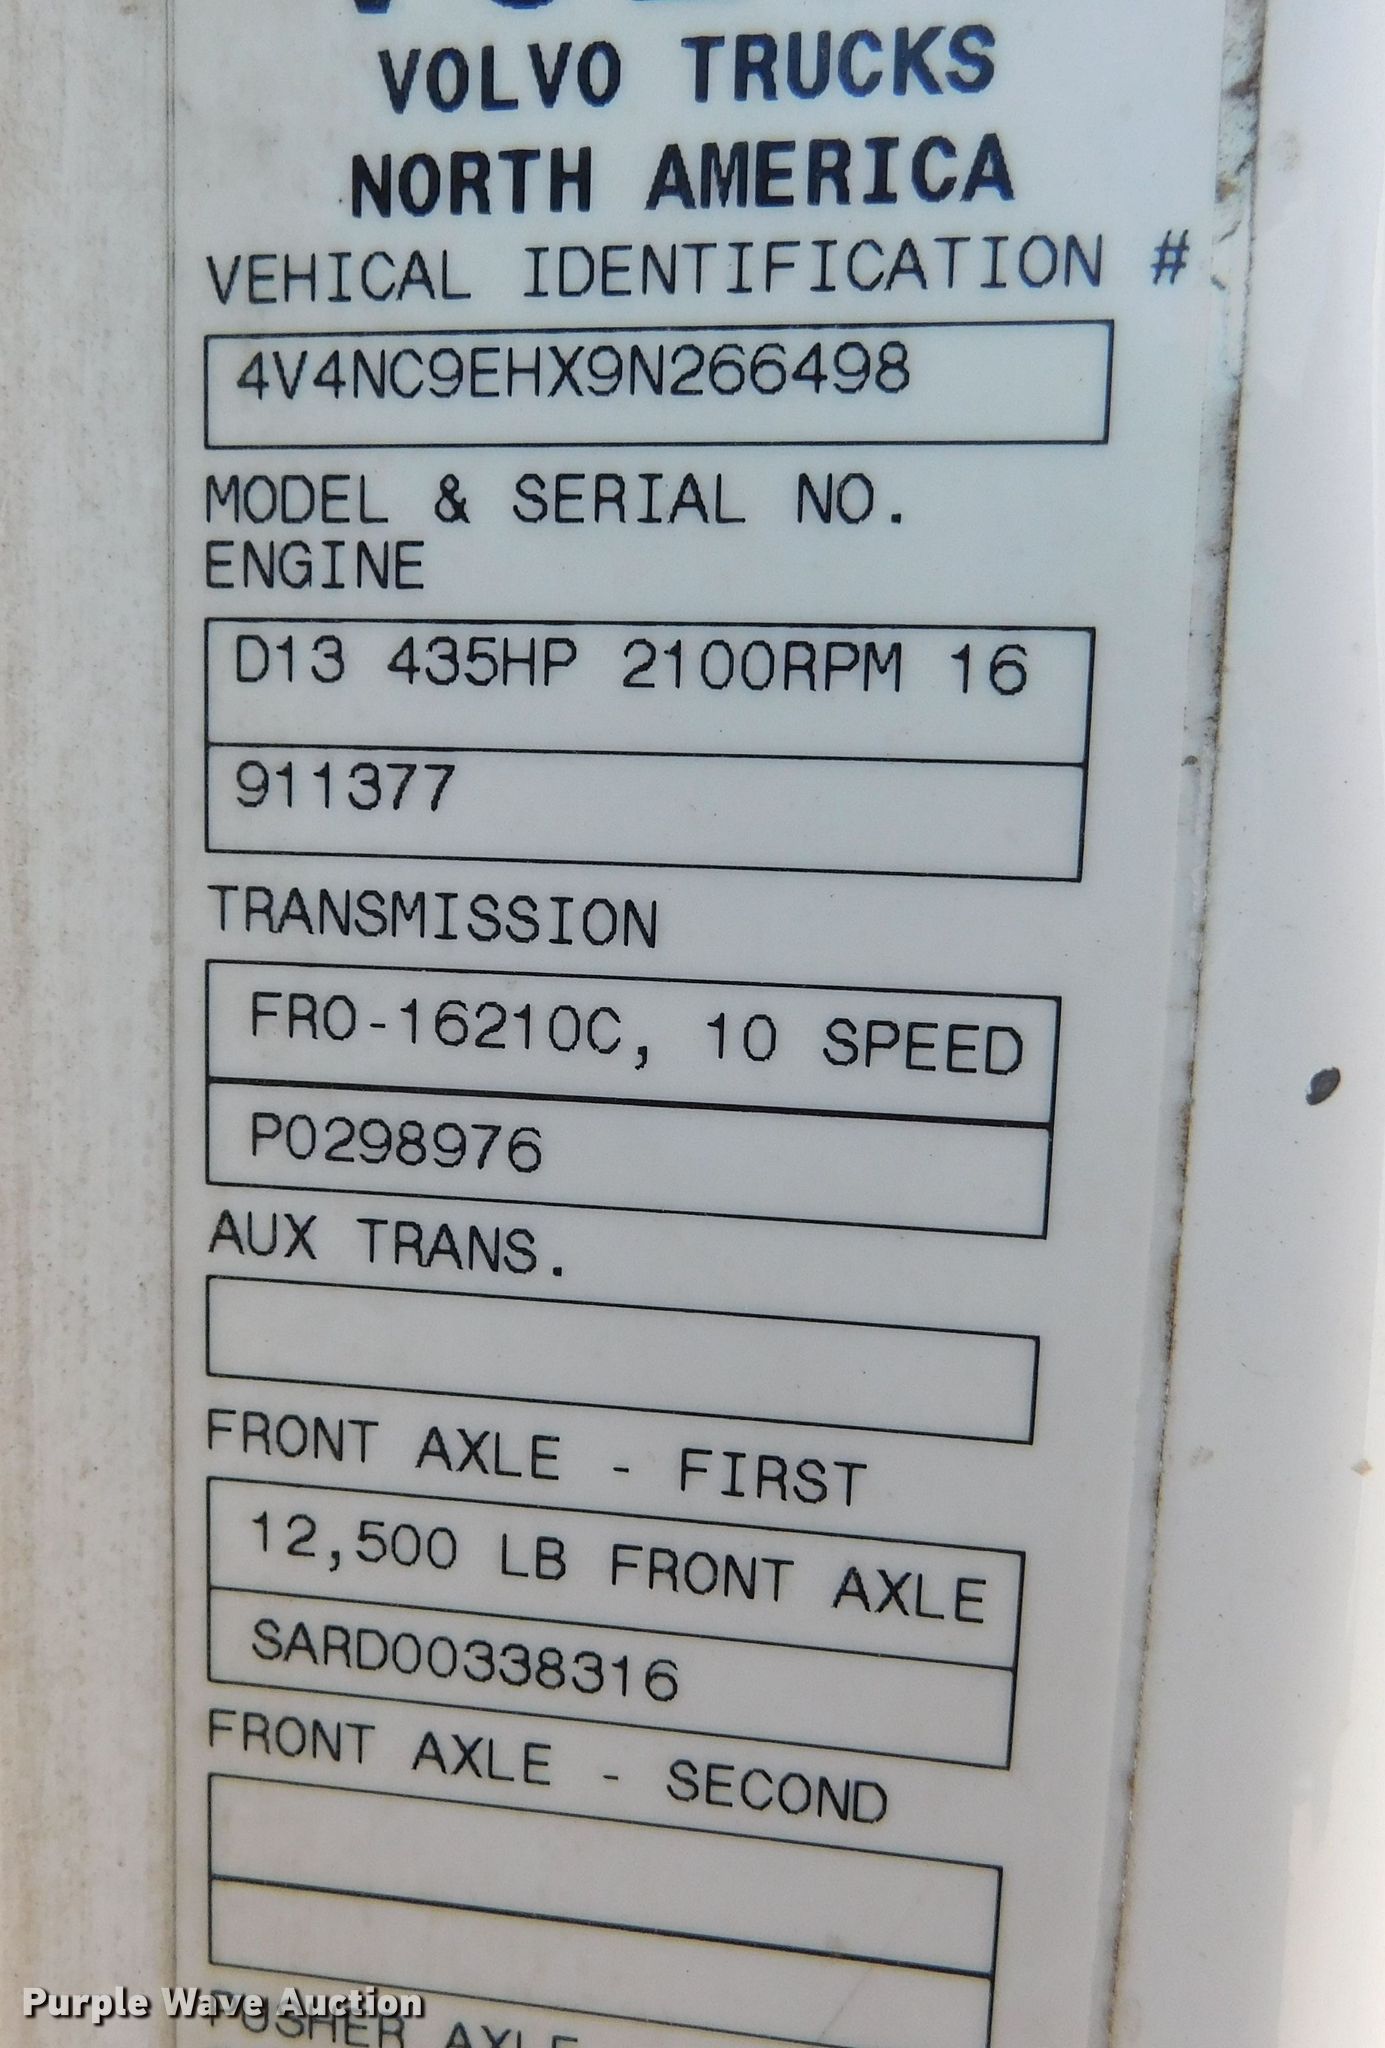 VOLVO TRUCKS
NORTH AMERICA
VEHICAL IDENTIFICATION #
4V4NC9EHX9N266498
MODEL & SERIAL NO.
ENGINE
D13 435HP 2100RPM 16
911377
TRANSMISSION
FRO-16210C, 10 SPEED
P0298976
AUX TRANS.
FRONT AXLE - FIRST
12,500 LB FRONT AXLE
SARD00338316
FRONT AXLE - SECOND
Purple Wave Auction
PUSHER AXLE